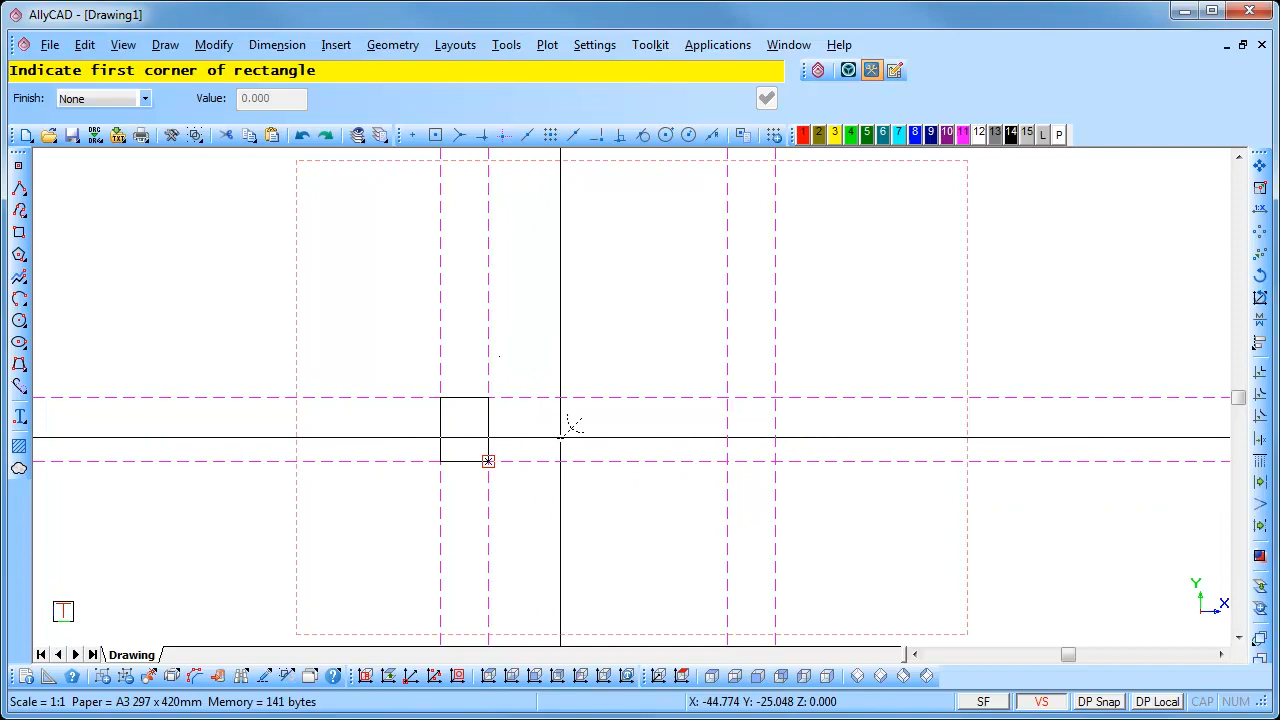 AllyCAD - [Drawing1]
File Edit View Draw Modify Dimension Insert Geometry Layouts Tools Plot Settings Toolkit Applications Window Help
Indicate first corner of rectangle
Finish: None Value: 0.000
1 2 3 4 5 6 7 8 9 10 11 12 13 14 15 L P
Y
X
Drawing
Scale = 1:1 Paper = A3 297 x 420mm Memory = 141 bytes X: -44.774 Y: -25.048 Z: 0.000 SF VS DP Snap DP Local CAP NUM